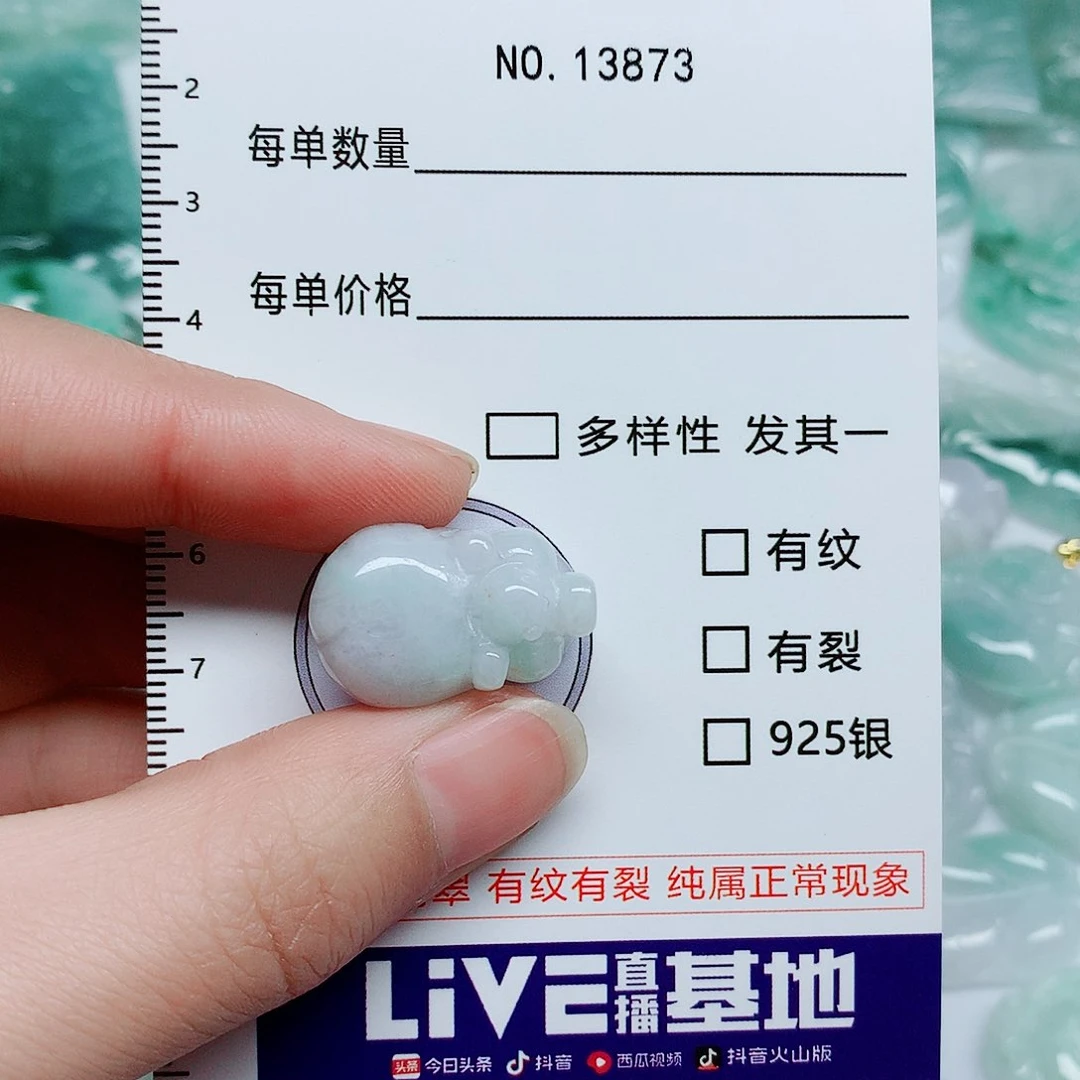 NO. 13873
2
每单数量
3
每单价格
4
多样性 发其一
6
有纹
7
有裂
925银
翠 有纹有裂 纯属正常现象
LiVE直播基地
头条 今日头条 抖音 西瓜视频 抖音火山版